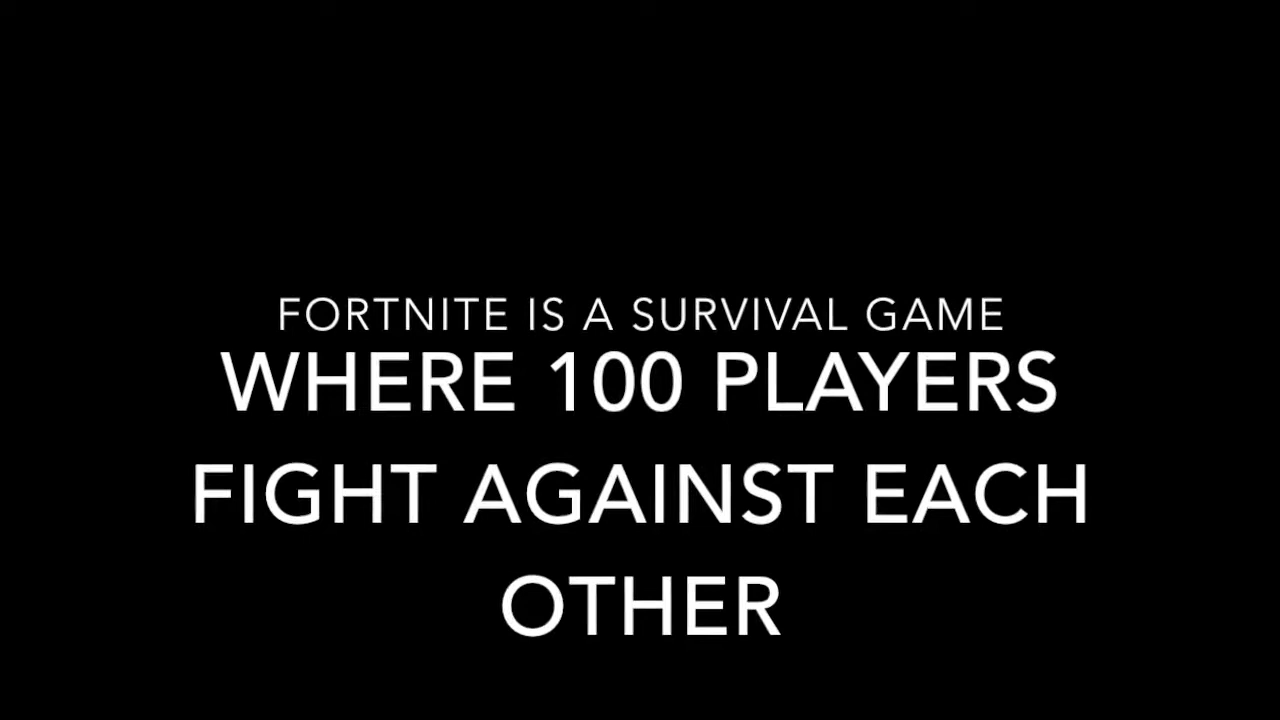 FORTNITE IS A SURVIVAL GAME
WHERE 100 PLAYERS
FIGHT AGAINST EACH
OTHER